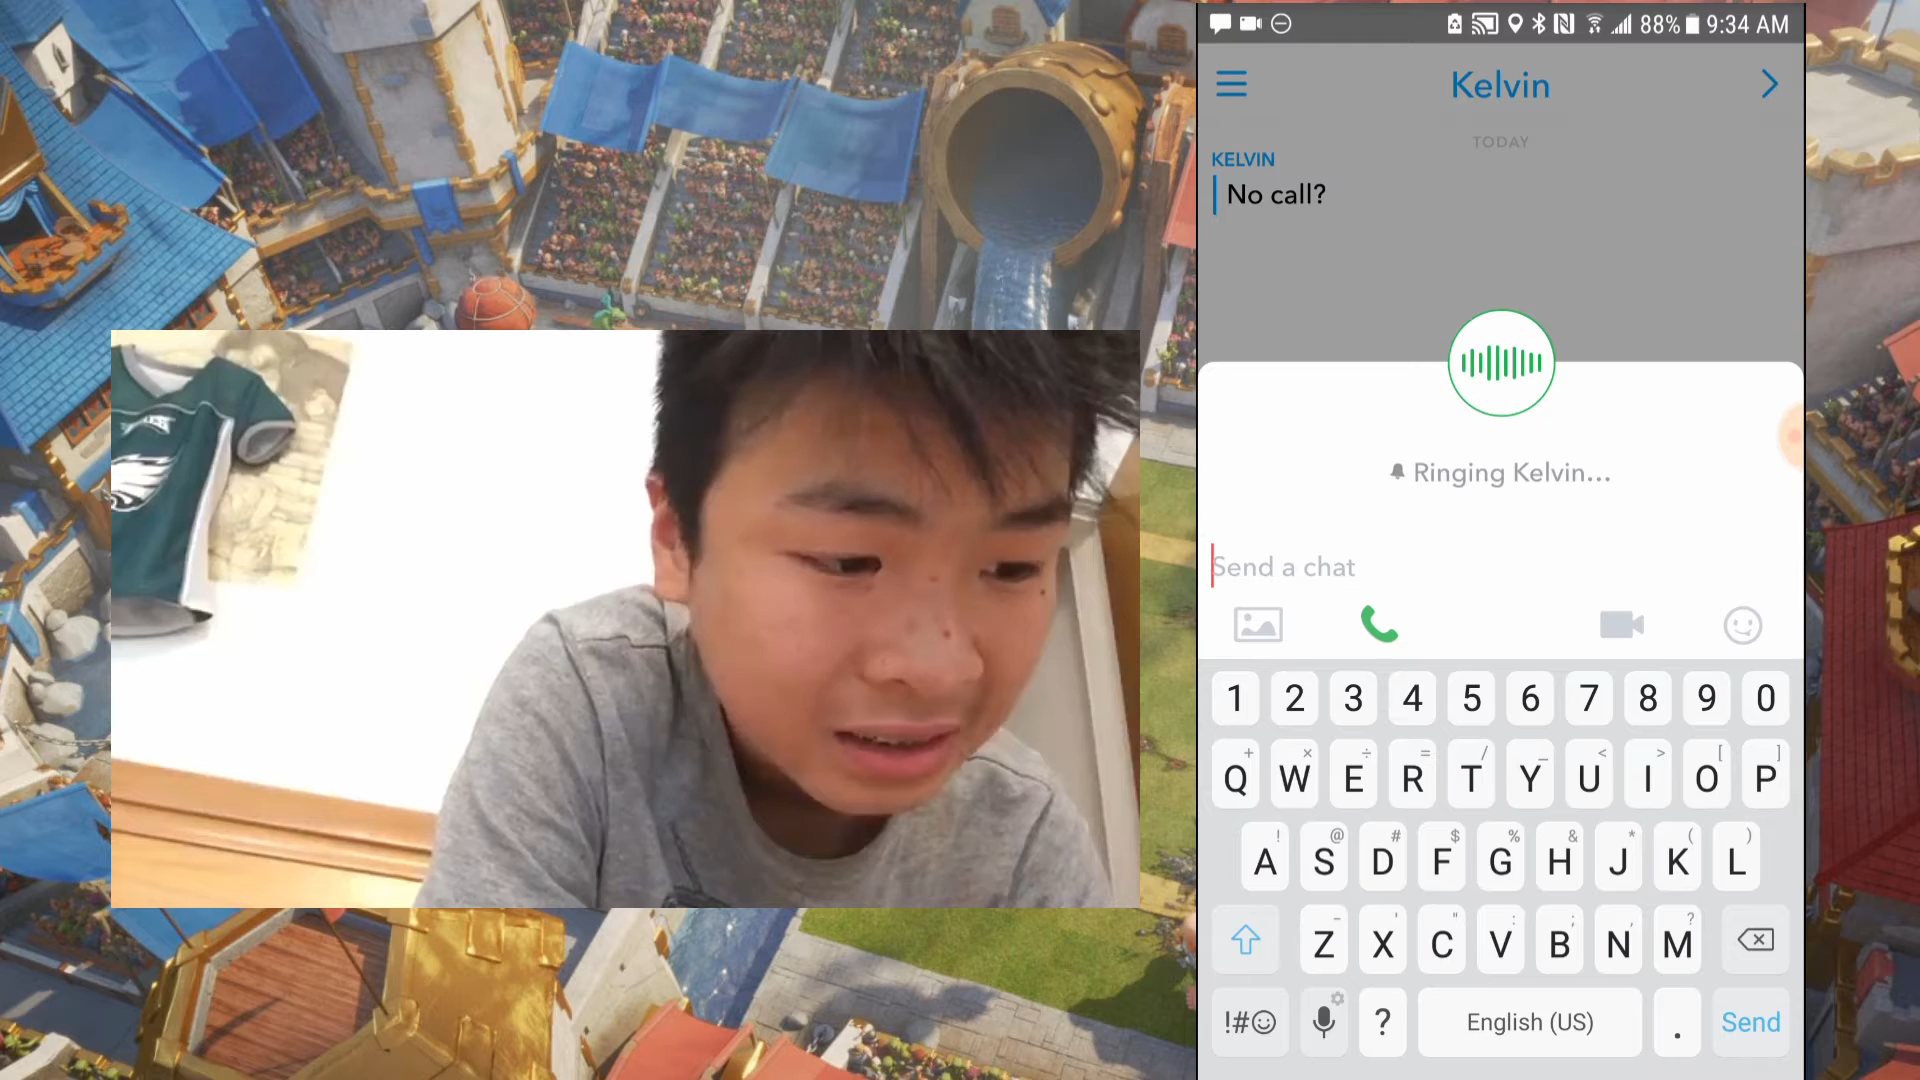 88% 9:34 AM
Kelvin
TODAY
KELVIN
No call?
Ringing Kelvin...
Send a chat
1 2 3 4 5 6 7 8 9 0
+ × ÷ = / _ < > [ ]
Q W E R T Y U I O P
! @ # $ % & * ( )
A S D F G H J K L
- ' " : ; , ?
Z X C V B N M
!#☺ ? English (US) . Send